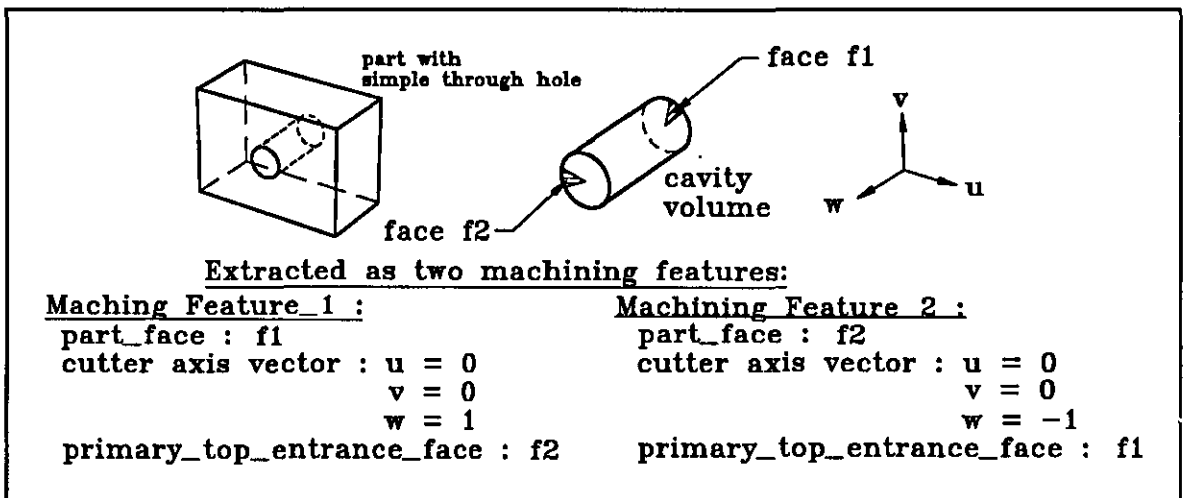 part with
simple through hole
face f1
v
u
w
cavity
volume
face f2
Extracted as two machining features:
Maching Feature_1 :
part_face : f1
cutter axis vector : u = 0
v = 0
w = 1
primary_top_entrance_face : f2
Machining Feature_2 :
part_face : f2
cutter axis vector : u = 0
v = 0
w = -1
primary_top_entrance_face : f1